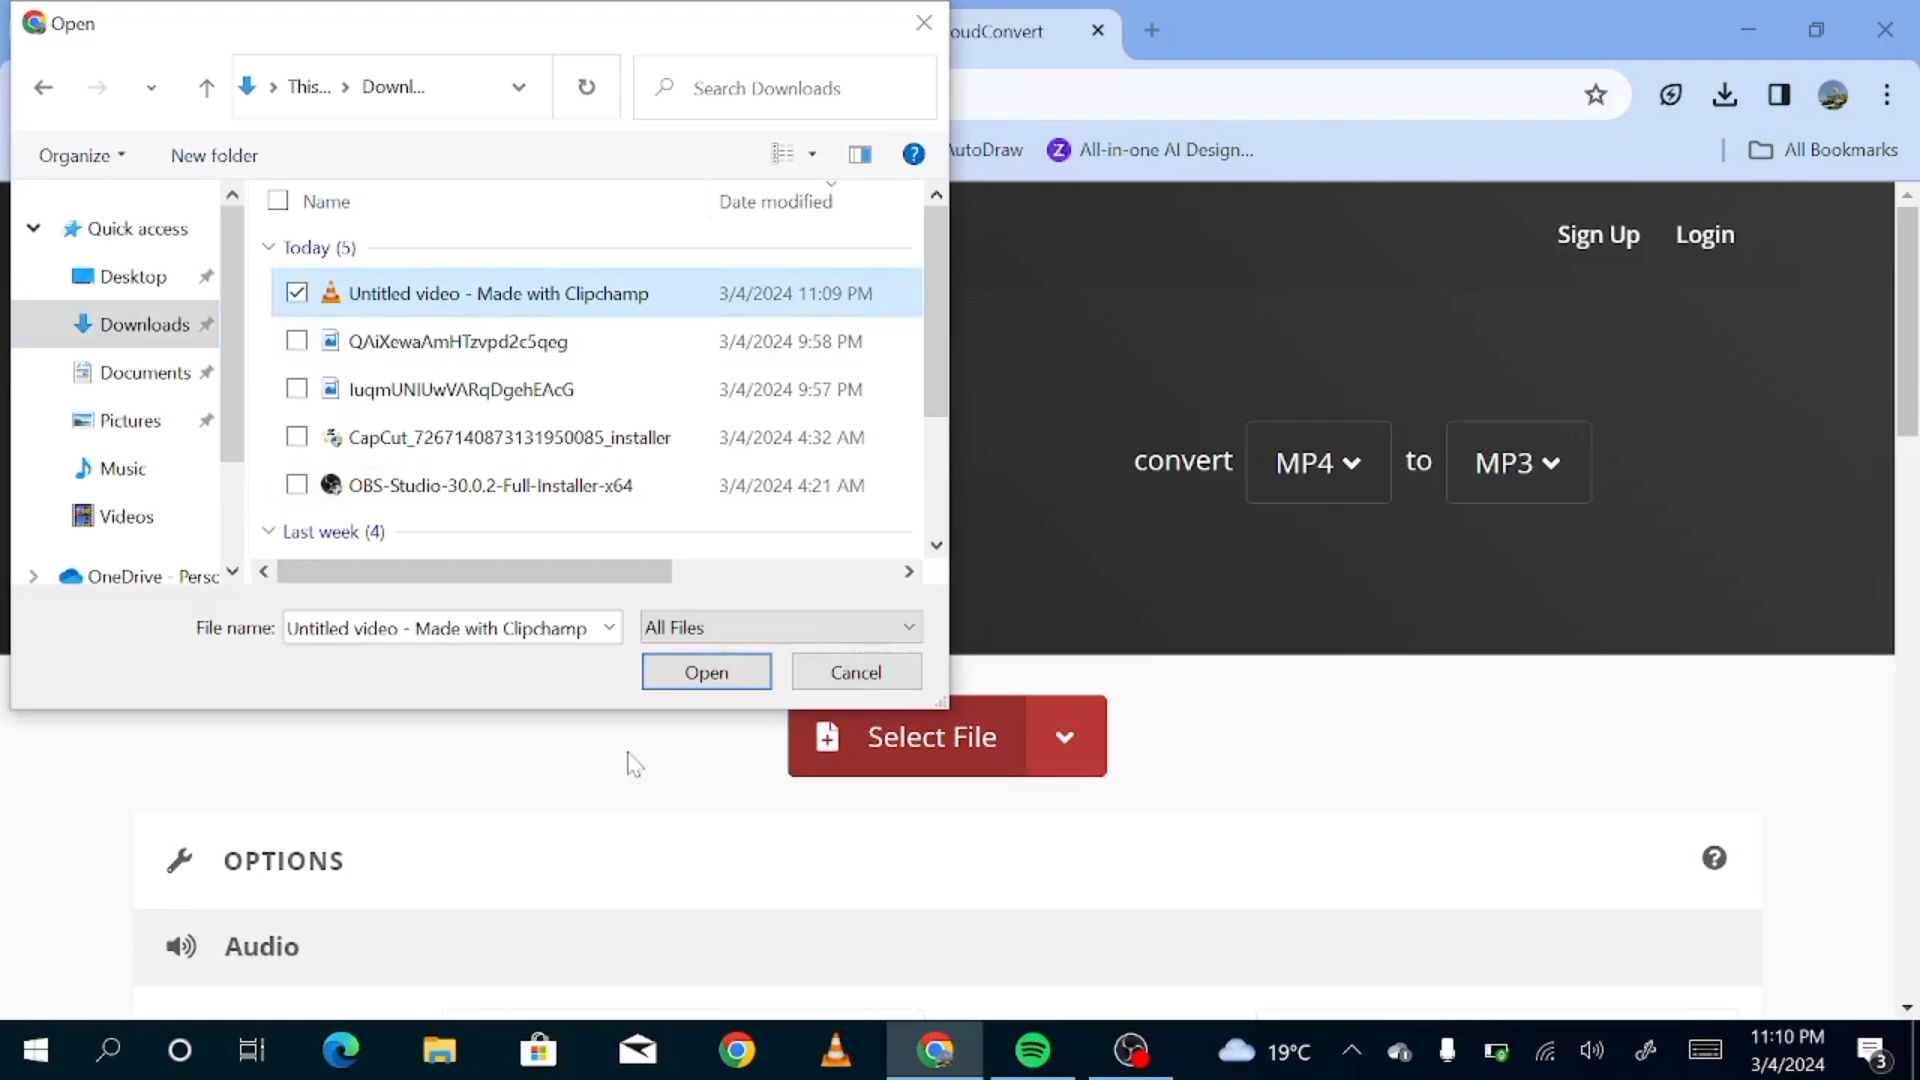 Open
oudConvert
This... > Downl...
Search Downloads
Organize
New folder
AutoDraw
All-in-one AI Design...
All Bookmarks
Name
Date modified
Quick access
Desktop
Downloads
Documents
Pictures
Music
Videos
OneDrive - Perso
Today (5)
Untitled video - Made with Clipchamp 3/4/2024 11:09 PM
QAiXewaAmHTzvpd2c5qeg 3/4/2024 9:58 PM
IuqmUNIUwVARqDgehEAcG 3/4/2024 9:57 PM
CapCut_7267140873131950085_installer 3/4/2024 4:32 AM
OBS-Studio-30.0.2-Full-Installer-x64 3/4/2024 4:21 AM
Last week (4)
File name: Untitled video - Made with Clipchamp
All Files
Open
Cancel
Sign Up
Login
convert MP4 to MP3
Select File
OPTIONS
Audio
19°C
11:10 PM
3/4/2024
3